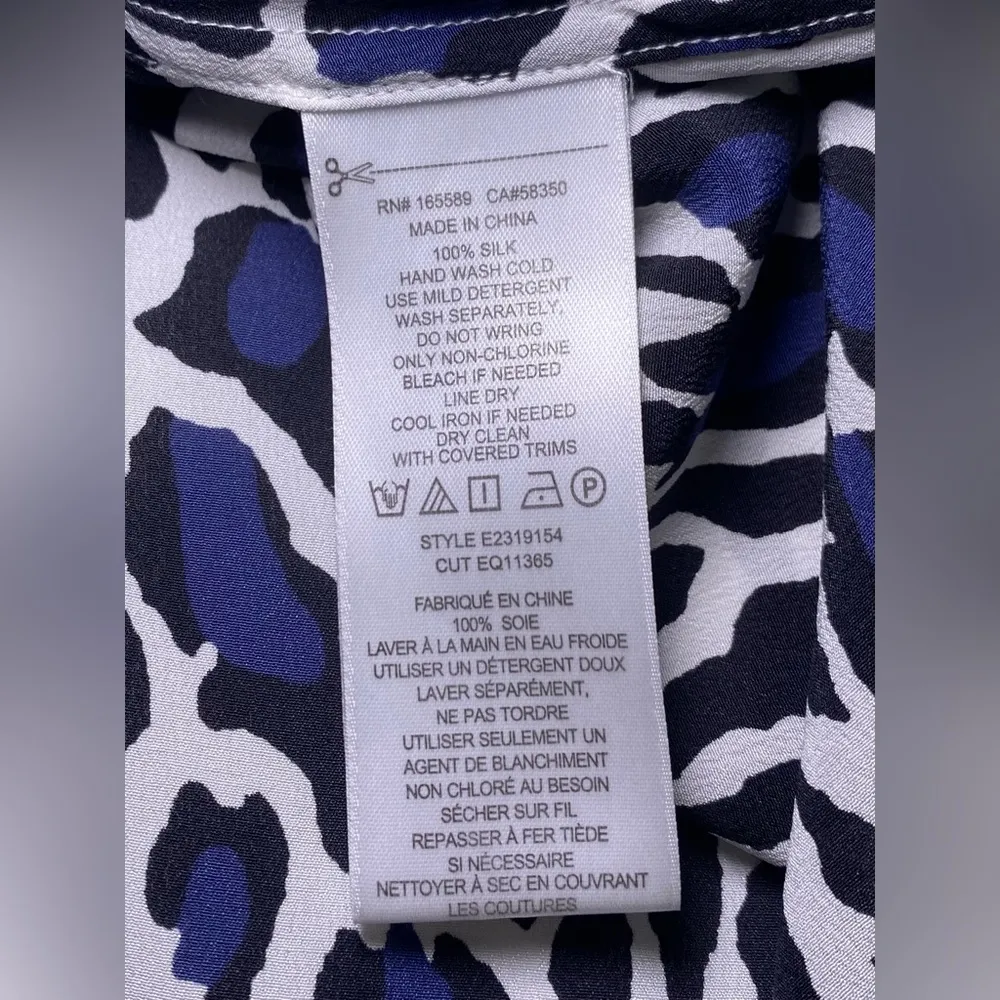 RN# 165589 CA#58350
MADE IN CHINA
100% SILK
HAND WASH COLD
USE MILD DETERGENT
WASH SEPARATELY,
DO NOT WRING
ONLY NON-CHLORINE
BLEACH IF NEEDED
LINE DRY
COOL IRON IF NEEDED
DRY CLEAN
WITH COVERED TRIMS
P
STYLE E2319154
CUT EQ11365
FABRIQUÉ EN CHINE
100% SOIE
LAVER À LA MAIN EN EAU FROIDE
UTILISER UN DÉTERGENT DOUX
LAVER SÉPARÉMENT,
NE PAS TORDRE
UTILISER SEULEMENT UN
AGENT DE BLANCHIMENT
NON CHLORÉ AU BESOIN
SÉCHER SUR FIL
REPASSER À FER TIÈDE
SI NÉCESSAIRE
NETTOYER À SEC EN COUVRANT
LES COUTURES